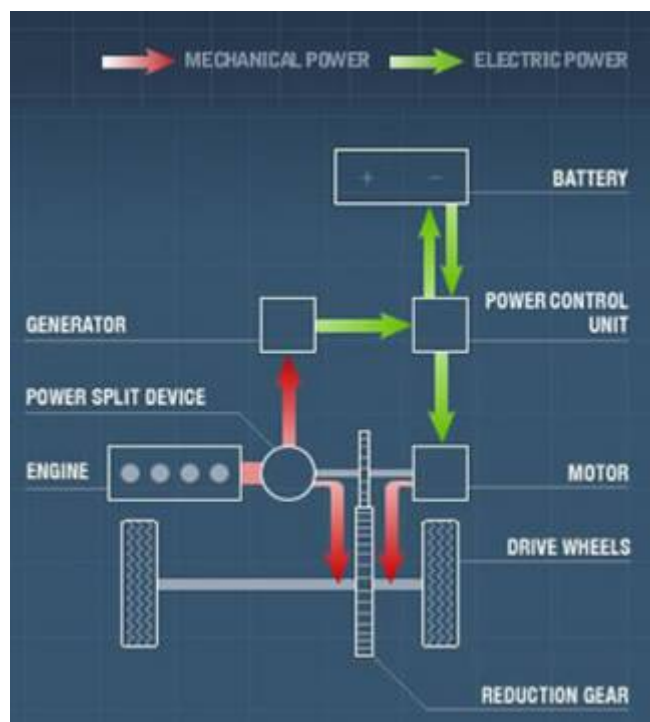 MECHANICAL POWER
ELECTRIC POWER
+ -
BATTERY
GENERATOR
POWER CONTROL
UNIT
POWER SPLIT DEVICE
ENGINE
MOTOR
DRIVE WHEELS
REDUCTION GEAR